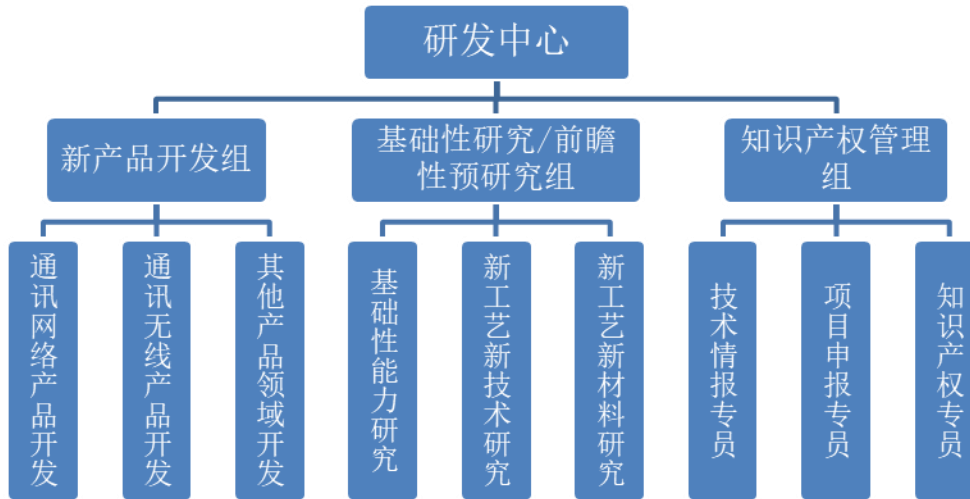 研发中心
新产品开发组
基础性研究/前瞻
性预研究组
知识产权管理
组
通讯网络产品开发
通讯无线产品开发
其他产品领域开发
基础性能力研究
新工艺新技术研究
新工艺新材料研究
技术情报专员
项目申报专员
知识产权专员